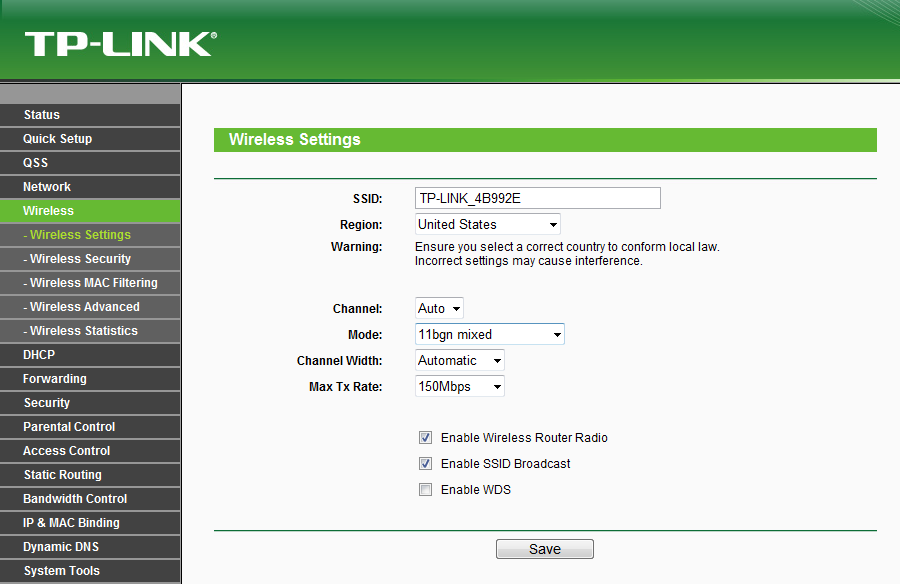 TP-LINK®
Status
Quick Setup
QSS
Network
Wireless
- Wireless Settings
- Wireless Security
- Wireless MAC Filtering
- Wireless Advanced
- Wireless Statistics
DHCP
Forwarding
Security
Parental Control
Access Control
Static Routing
Bandwidth Control
IP & MAC Binding
Dynamic DNS
System Tools
Wireless Settings
SSID: TP-LINK_4B992E
Region: United States
Warning: Ensure you select a correct country to conform local law.
Incorrect settings may cause interference.
Channel: Auto
Mode: 11bgn mixed
Channel Width: Automatic
Max Tx Rate: 150Mbps
Enable Wireless Router Radio
Enable SSID Broadcast
Enable WDS
Save